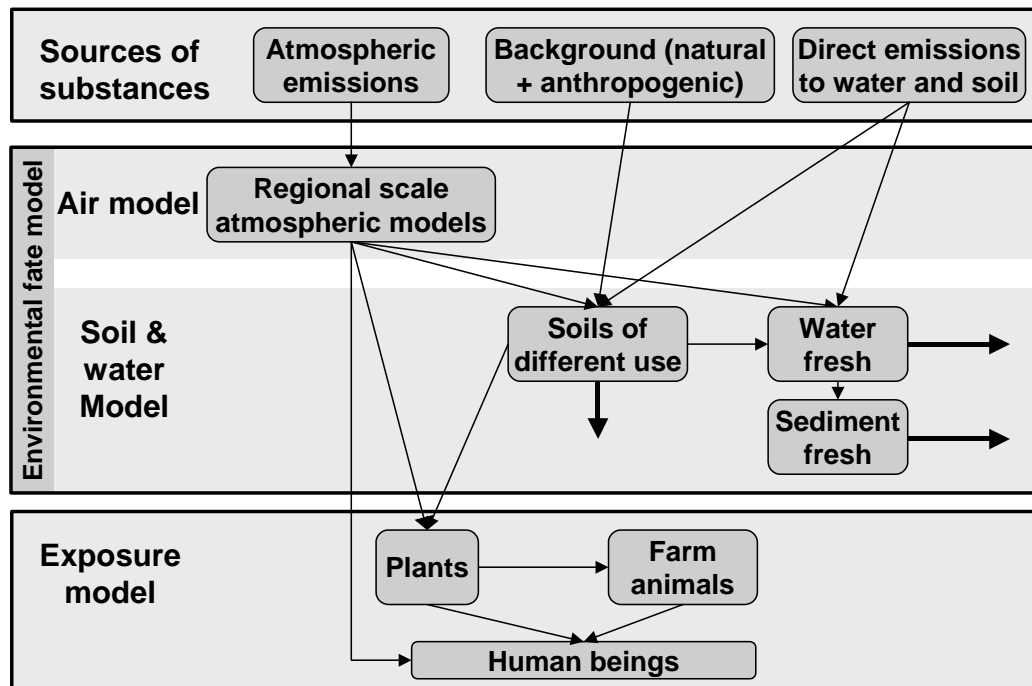 Sources of
substances
Atmospheric
emissions
Background (natural
+ anthropogenic)
Direct emissions
to water and soil
Environmental fate model
Air model
Regional scale
atmospheric models
Soil &
water
Model
Soils of
different use
Water
fresh
Sediment
fresh
Exposure
model
Plants
Farm
animals
Human beings